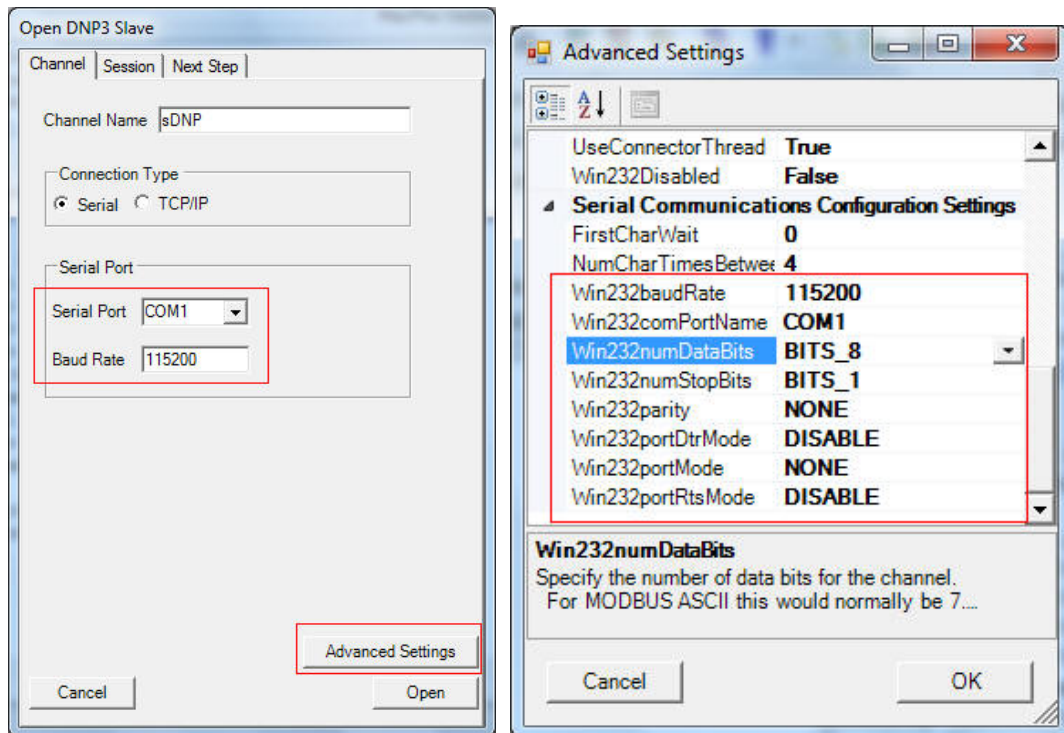 Open DNP3 Slave
Channel
Session
Next Step
Channel Name sDNP
Connection Type
Serial TCP/IP
Serial Port
Serial Port COM1
Baud Rate 115200
Advanced Settings
Cancel Open
Advanced Settings
UseConnectorThread True
Win232Disabled False
Serial Communications Configuration Settings
FirstCharWait 0
NumCharTimesBetwee 4
Win232baudRate 115200
Win232comPortName COM1
Win232numDataBits BITS_8
Win232numStopBits BITS_1
Win232parity NONE
Win232portDtrMode DISABLE
Win232portMode NONE
Win232portRtsMode DISABLE
Win232numDataBits
Specify the number of data bits for the channel.
For MODBUS ASCII this would normally be 7....
Cancel OK